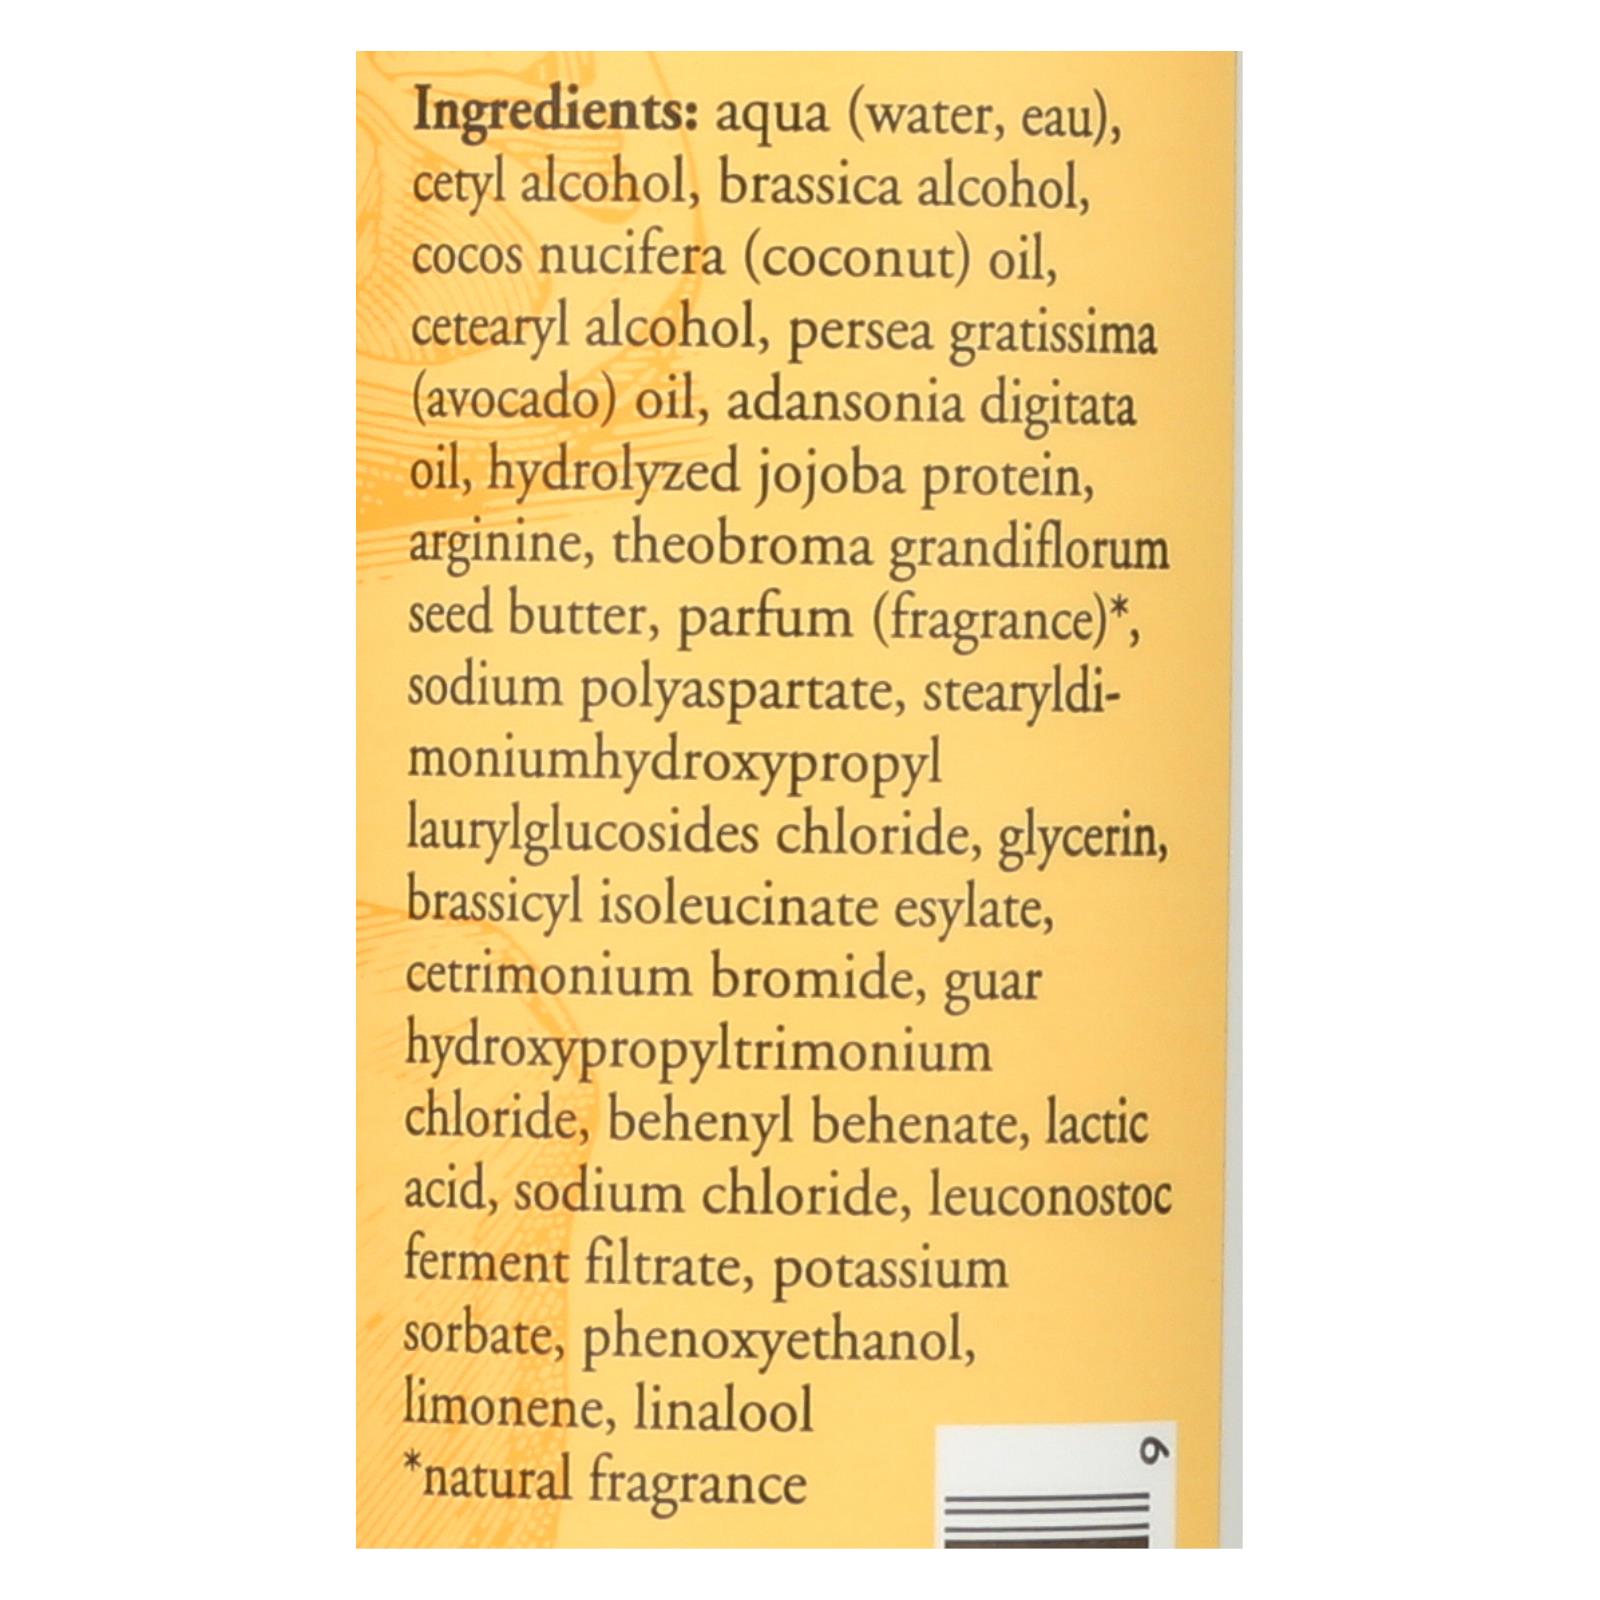 Ingredients: aqua (water, eau),
cetyl alcohol, brassica alcohol,
cocos nucifera (coconut) oil,
cetearyl alcohol, persea gratissima
(avocado) oil, adansonia digitata
oil, hydrolyzed jojoba protein,
arginine, theobroma grandiflorum
seed butter, parfum (fragrance)*,
sodium polyaspartate, stearyldi-
moniumhydroxypropyl
laurylglucosides chloride, glycerin,
brassicyl isoleucinate esylate,
cetrimonium bromide, guar
hydroxypropyltrimonium
chloride, behenyl behenate, lactic
acid, sodium chloride, leuconostoc
ferment filtrate, potassium
sorbate, phenoxyethanol,
limonene, linalool
*natural fragrance
6